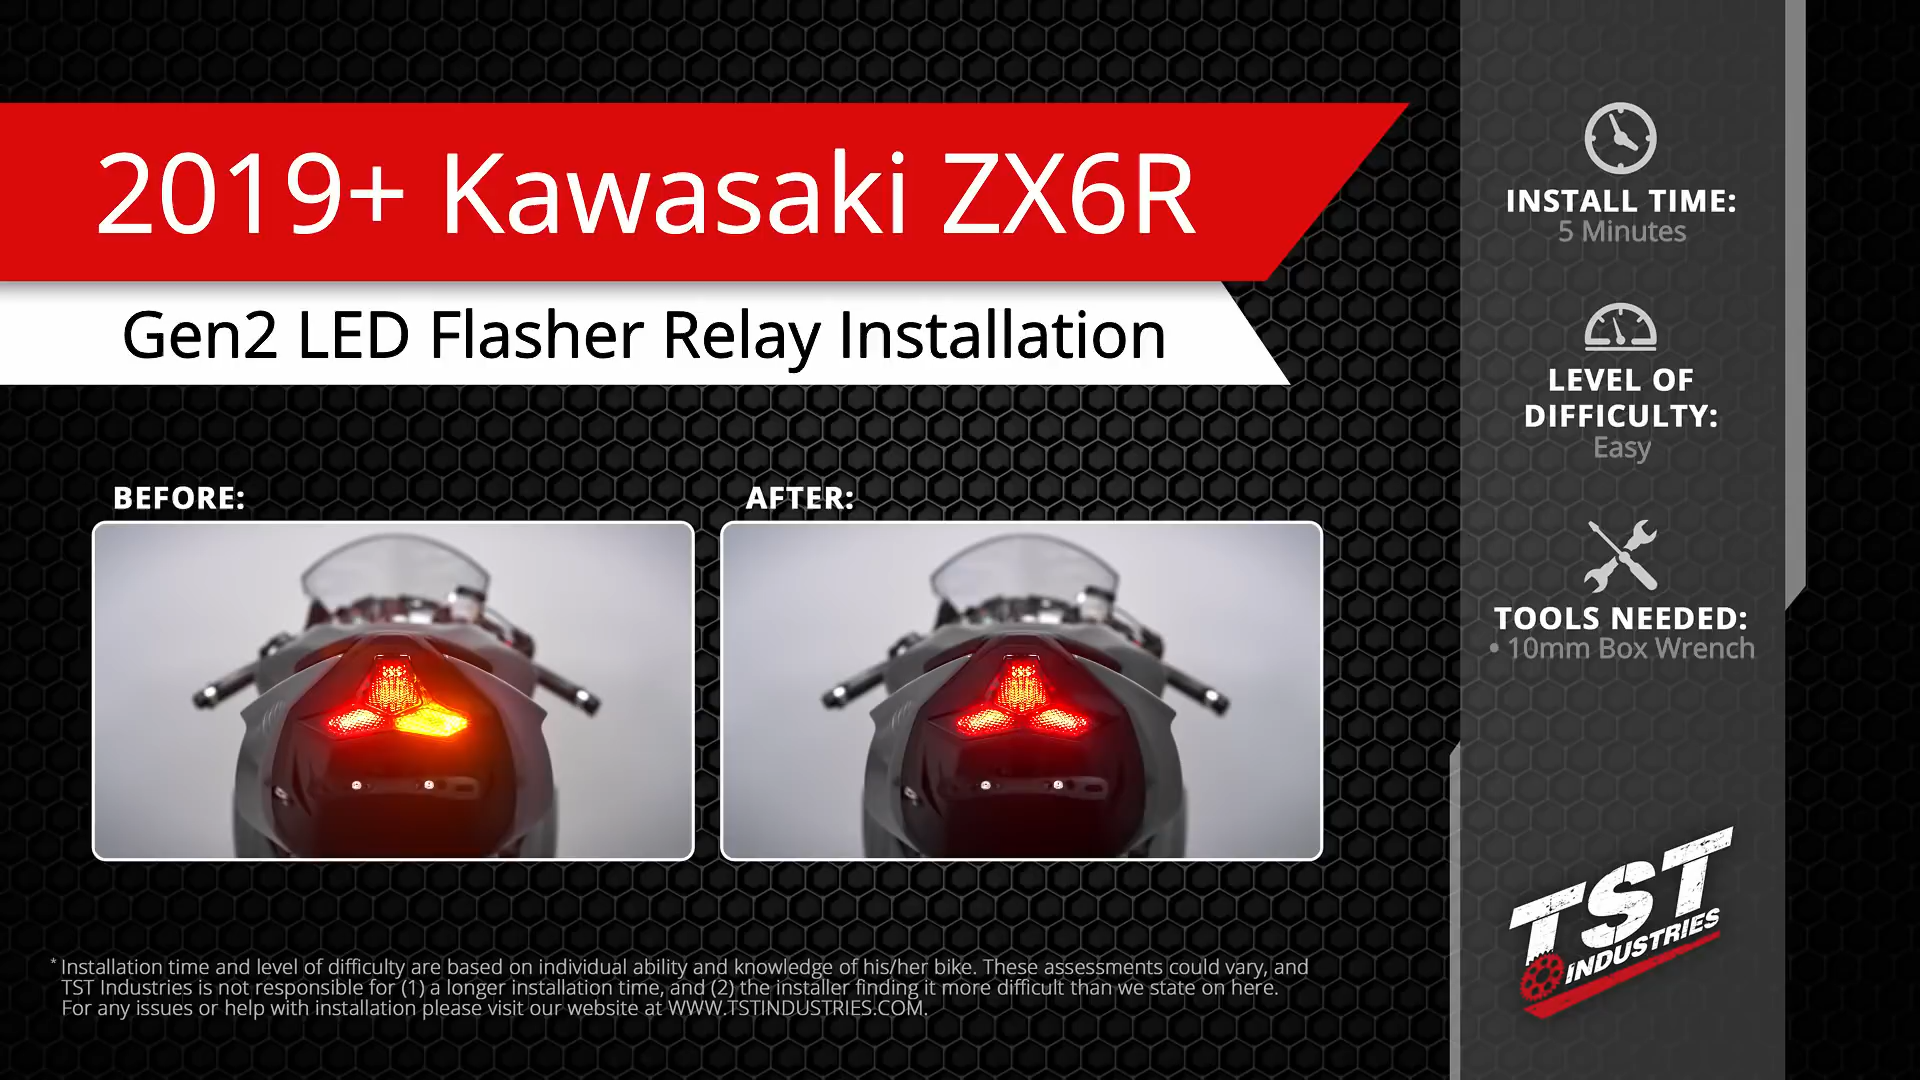 2019+ Kawasaki ZX6R
Gen2 LED Flasher Relay Installation
BEFORE:
AFTER:
* Installation time and level of difficulty are based on individual ability and knowledge of his/her bike. These assessments could vary, and
TST Industries is not responsible for (1) a longer installation time, and (2) the installer finding it more difficult than we state on here.
For any issues or help with installation please visit our website at WWW.TSTINDUSTRIES.COM.
INSTALL TIME:
5 Minutes
LEVEL OF
DIFFICULTY:
Easy
TOOLS NEEDED:
• 10mm Box Wrench
TST
INDUSTRIES